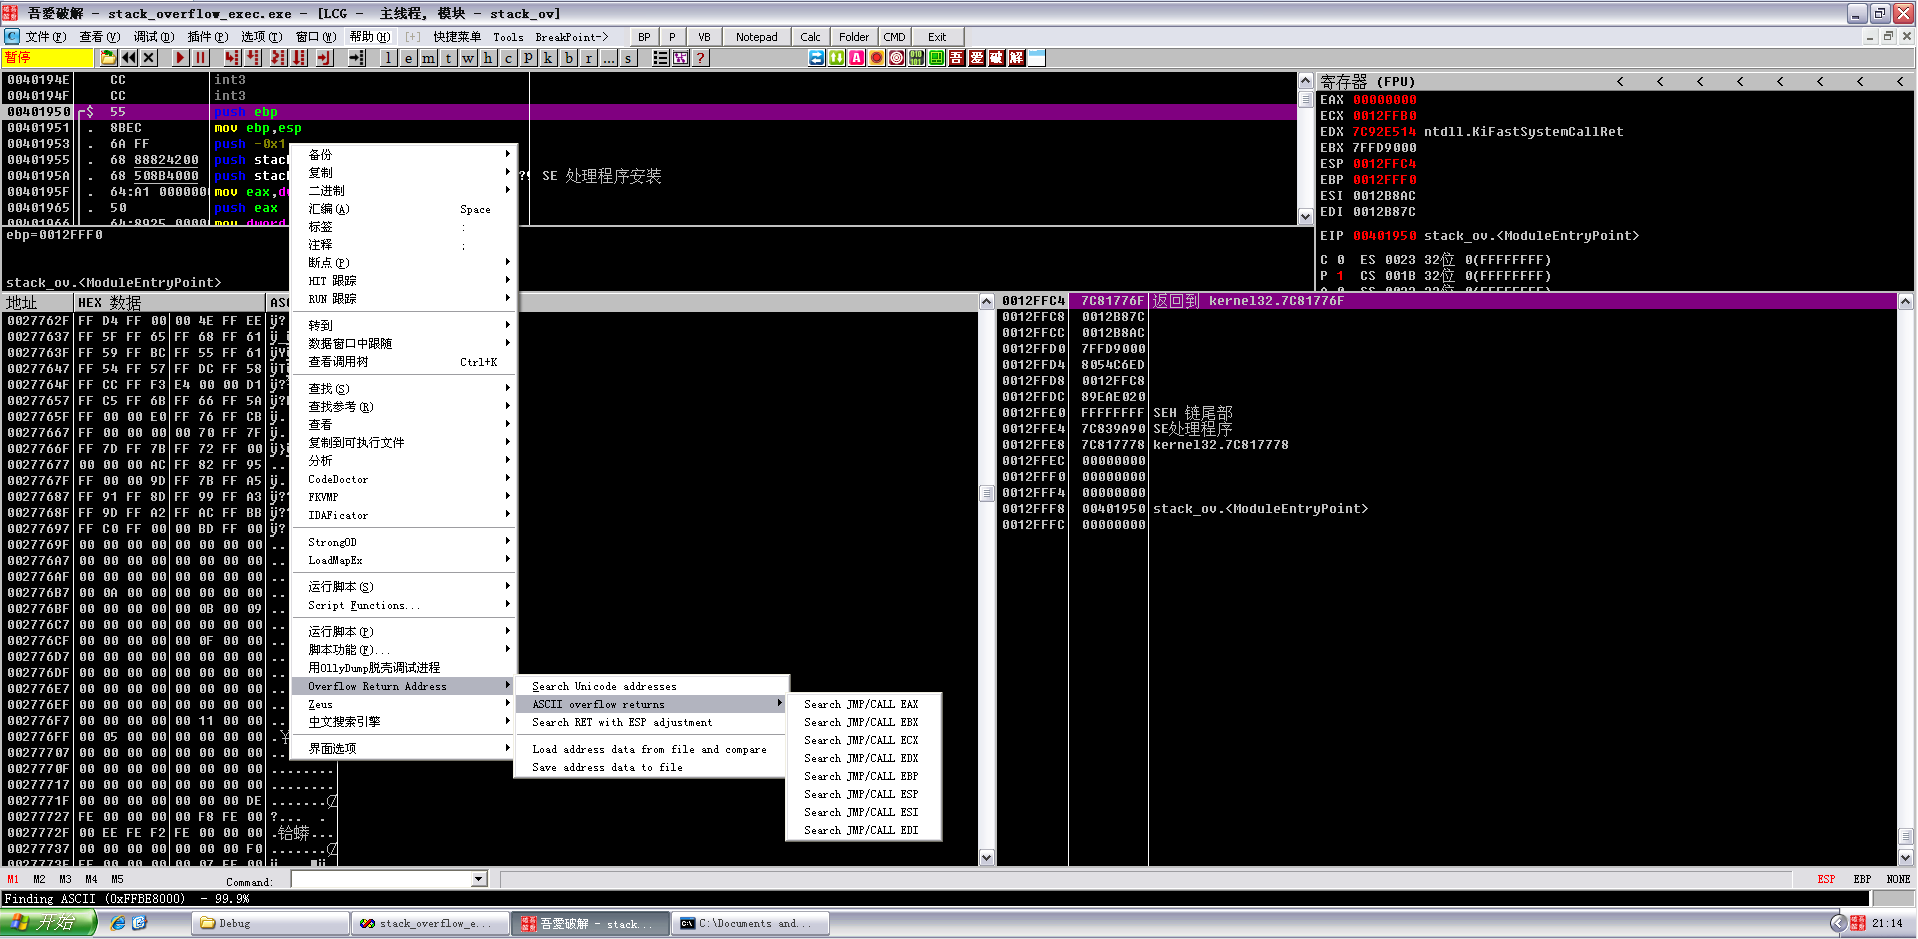 吾愛破解 - stack_overflow_exec.exe - [LCG - 主线程, 模块 - stack_ov]
文件(F) 查看(V) 调试(D) 插件(P) 选项(T) 窗口(W) 帮助(H) [+] 快捷菜单 Tools BreakPoint-> BP P VB Notepad Calc Folder CMD Exit
暂停 l e m t w h c p k b r ... s ? 吾 愛 破 解
0040194E CC int3
0040194F CC int3
00401950 $ 55 push ebp
00401951 . 8BEC mov ebp,esp
00401953 . 6A FF push -0x1
00401955 . 68 88824200 push stac
0040195A . 68 508B4000 push stac SE 处理程序安装
0040195F . 64:A1 0000000 mov eax,d
00401965 . 50 push eax
00401966 . 64:8925 0000 mov dword
ebp=0012FFF0
stack_ov.<ModuleEntryPoint>
寄存器 (FPU) < < < < < < < <
EAX 00000000
ECX 0012FFB0
EDX 7C92E514 ntdll.KiFastSystemCallRet
EBX 7FFD9000
ESP 0012FFC4
EBP 0012FFF0
ESI 0012B8AC
EDI 0012B87C
EIP 00401950 stack_ov.<ModuleEntryPoint>
C 0 ES 0023 32位 0(FFFFFFFF)
P 1 CS 001B 32位 0(FFFFFFFF)
A 0 SS 0023 32位 0(FFFFFFFF)
地址 HEX 数据 ASC
0027762F FF D4 FF 00 00 4E FF EE
00277637 FF 5F FF 65 FF 68 FF 61
0027763F FF 59 FF BC FF 55 FF 61
00277647 FF 54 FF 57 FF DC FF 58
0027764F FF CC FF F3 E4 00 00 D1
00277657 FF C5 FF 6B FF 66 FF 5A
0027765F FF 00 00 E0 FF 76 FF CB
00277667 FF 00 00 00 00 70 FF 7F
0027766F FF 7D FF 7B FF 72 FF 00
00277677 00 00 00 AC FF 82 FF 95
0027767F FF 00 00 9D FF 7B FF A5
00277687 FF 91 FF 8D FF 99 FF A3
0027768F FF 9D FF A2 FF AC FF BB
00277697 FF C0 FF 00 00 BD FF 00
0027769F 00 00 00 00 00 00 00 00
002776A7 00 00 00 00 00 00 00 00
002776AF 00 00 00 00 00 00 00 00
002776B7 00 0A 00 00 00 00 00 00
002776BF 00 00 00 00 00 0B 00 09
002776C7 00 00 00 00 00 00 00 00
002776CF 00 00 00 00 00 0F 00 00
002776D7 00 00 00 00 00 00 00 00
002776DF 00 00 00 00 00 00 00 00
002776E7 00 00 00 00 00 00 00 00
002776EF 00 00 00 00 00 00 00 00
002776F7 00 00 00 00 00 11 00 00
002776FF 00 05 00 00 00 00 00 00
00277707 00 00 00 00 00 00 00 00
0027770F 00 00 00 00 00 00 00 00 ........
00277717 00 00 00 00 00 00 00 00 ........
0027771F 00 00 00 00 00 00 00 DE
00277727 FE 00 00 00 00 F8 FE 00 ?... .
0027772F 00 EE FE F2 FE 00 00 00
00277737 00 00 00 00 00 00 00 F0
0027773F FF 00 00 00 00 07 FF 00
备份
复制
二进制
汇编(A) Space
标签 :
注释 ;
断点(P)
HIT 跟踪
RUN 跟踪
转到
数据窗口中跟随
查看调用树 Ctrl+K
查找(S)
查找参考(R)
查看
复制到可执行文件
分析
CodeDoctor
FKVMP
IDAFicator
StrongOD
LoadMapEx
运行脚本(S)
Script Functions...
运行脚本(P)
脚本功能(F)...
用OllyDump脱壳调试进程
Overflow Return Address
Zeus
中文搜索引擎
界面选项
Search Unicode addresses
ASCII overflow returns
Search RET with ESP adjustment
Load address data from file and compare
Save address data to file
Search JMP/CALL EAX
Search JMP/CALL EBX
Search JMP/CALL ECX
Search JMP/CALL EDX
Search JMP/CALL EBP
Search JMP/CALL ESP
Search JMP/CALL ESI
Search JMP/CALL EDI
0012FFC4 7C81776F 返回到 kernel32.7C81776F
0012FFC8 0012B87C
0012FFCC 0012B8AC
0012FFD0 7FFD9000
0012FFD4 8054C6ED
0012FFD8 0012FFC8
0012FFDC 89EAE020
0012FFE0 FFFFFFFF SEH 链尾部
0012FFE4 7C839A90 SE处理程序
0012FFE8 7C817778 kernel32.7C817778
0012FFEC 00000000
0012FFF0 00000000
0012FFF4 00000000
0012FFF8 00401950 stack_ov.<ModuleEntryPoint>
0012FFFC 00000000
M1 M2 M3 M4 M5 Command: ESP EBP NONE
Finding ASCII (0xFFBE8000) - 99.9%
开始 Debug stack_overflow_e... 吾愛破解 - stack... C:\Documents and... 21:14